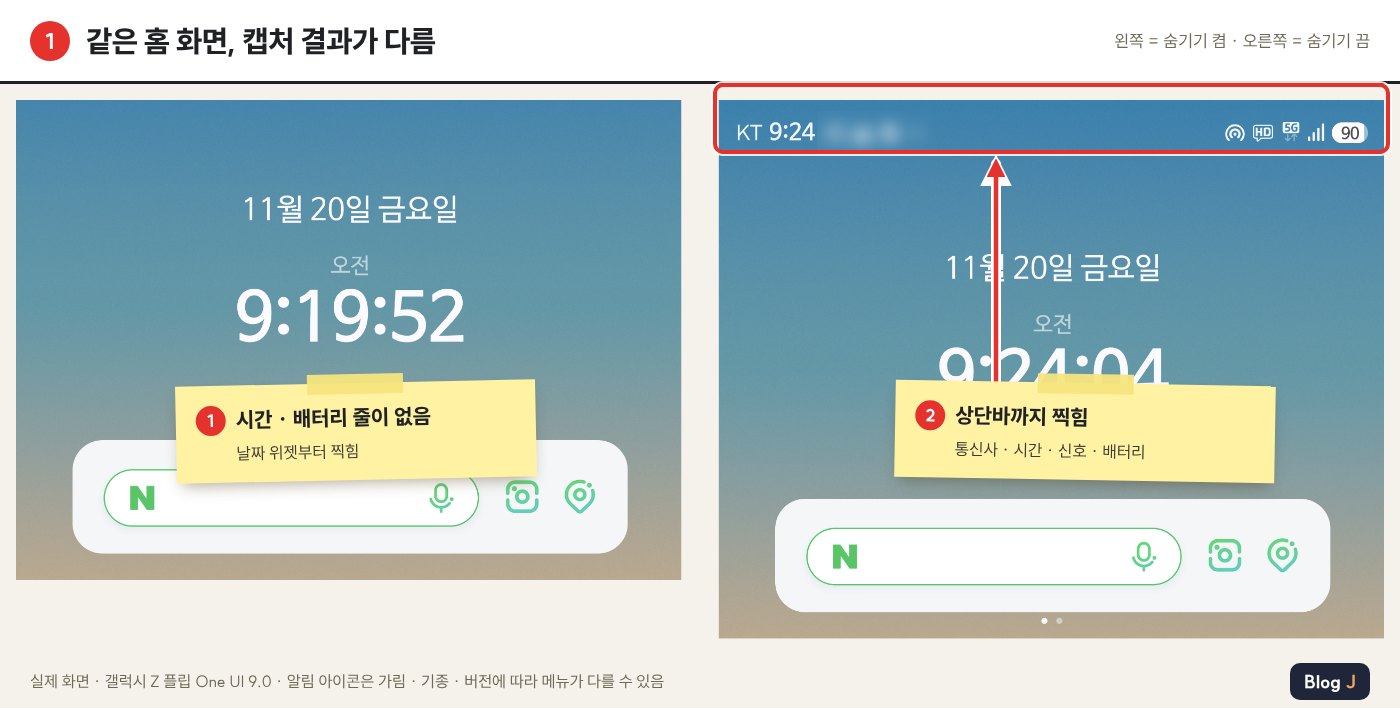 1 같은 홈 화면, 캡처 결과가 다름
왼쪽 = 숨기기 켬 · 오른쪽 = 숨기기 끔
11월 20일 금요일
오전
9:19:52
1 시간 · 배터리 줄이 없음
날짜 위젯부터 찍힘
N
KT 9:24
HD 5G 90
11월 20일 금요일
오전
9:24:04
2 상단바까지 찍힘
통신사 · 시간 · 신호 · 배터리
N
실제 화면 · 갤럭시 Z 플립 One UI 9.0 · 알림 아이콘은 가림 · 기종 · 버전에 따라 메뉴가 다를 수 있음
Blog J